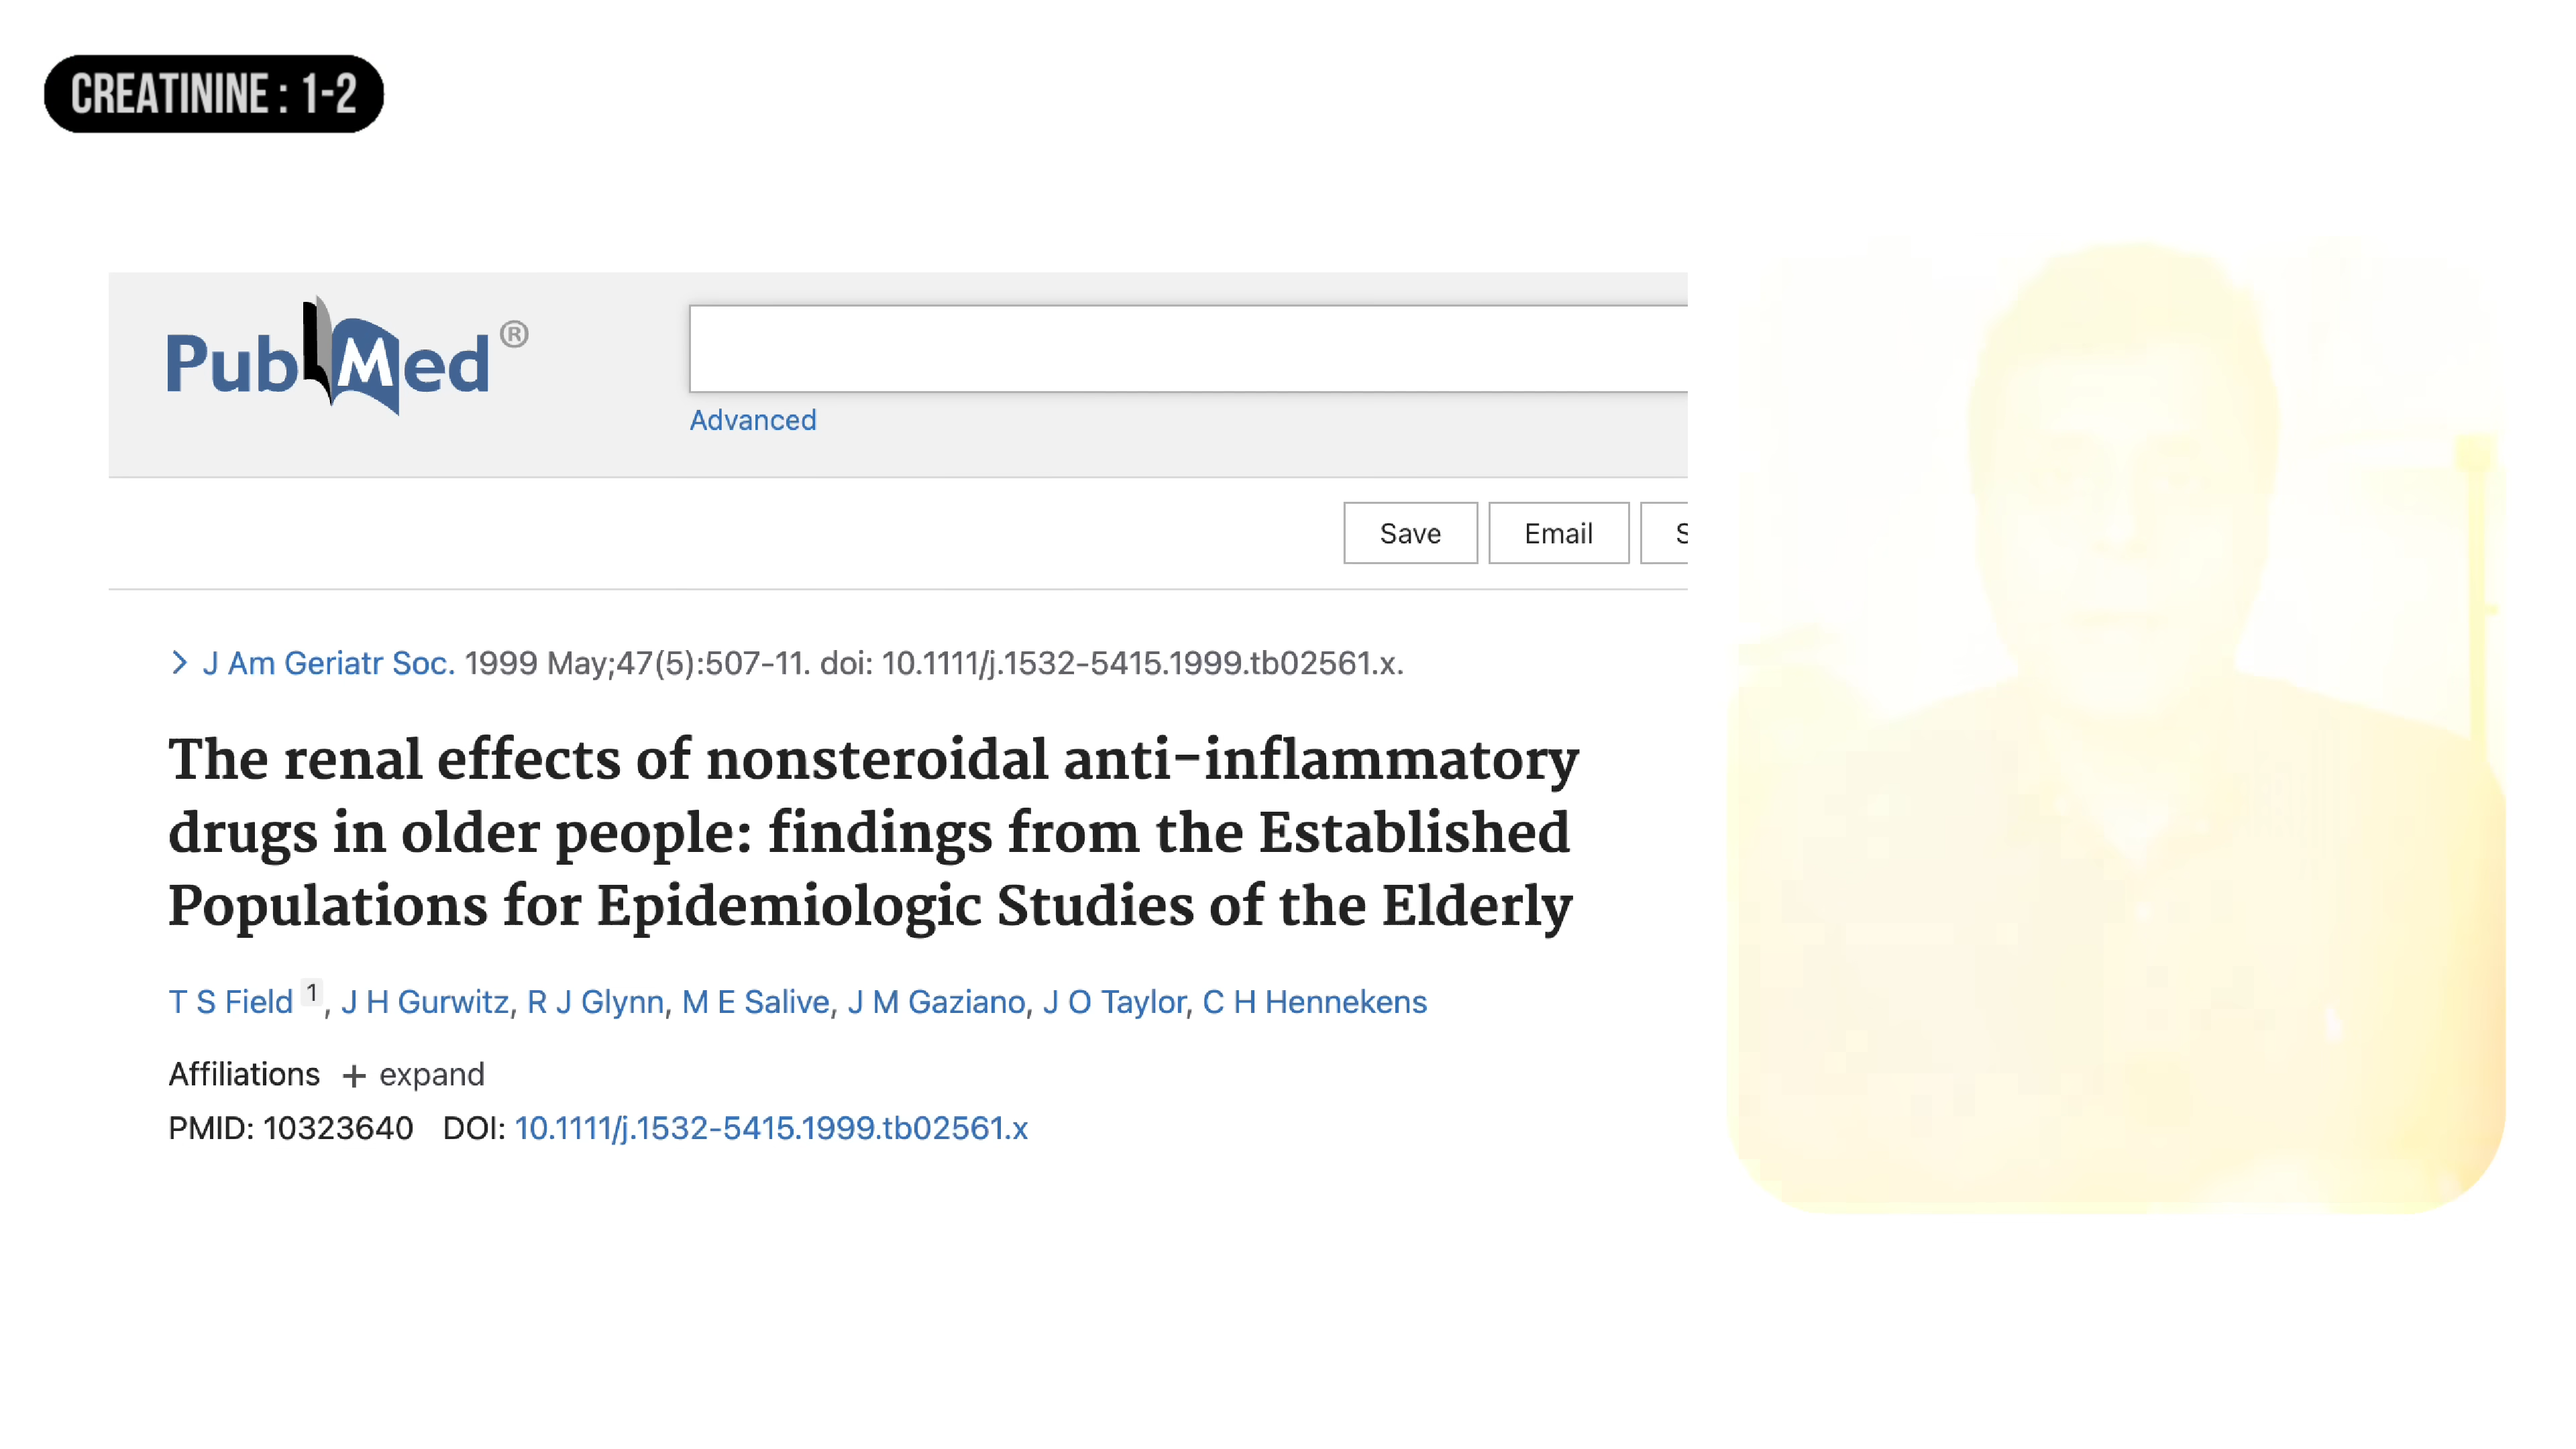 CREATININE : 1-2
PubMed®
Advanced
Save Email S
> J Am Geriatr Soc. 1999 May;47(5):507-11. doi: 10.1111/j.1532-5415.1999.tb02561.x.
The renal effects of nonsteroidal anti-inflammatory
drugs in older people: findings from the Established
Populations for Epidemiologic Studies of the Elderly
T S Field 1, J H Gurwitz, R J Glynn, M E Salive, J M Gaziano, J O Taylor, C H Hennekens
Affiliations + expand
PMID: 10323640 DOI: 10.1111/j.1532-5415.1999.tb02561.x